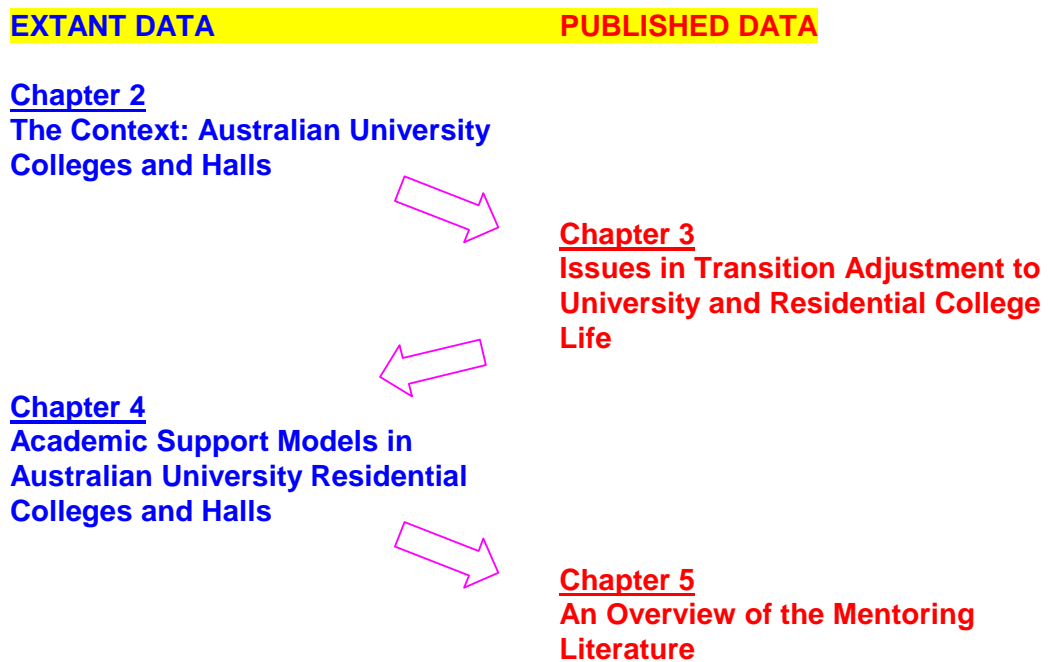 EXTANT DATA PUBLISHED DATA
Chapter 2
The Context: Australian University
Colleges and Halls
Chapter 3
Issues in Transition Adjustment to
University and Residential College
Life
Chapter 4
Academic Support Models in
Australian University Residential
Colleges and Halls
Chapter 5
An Overview of the Mentoring
Literature